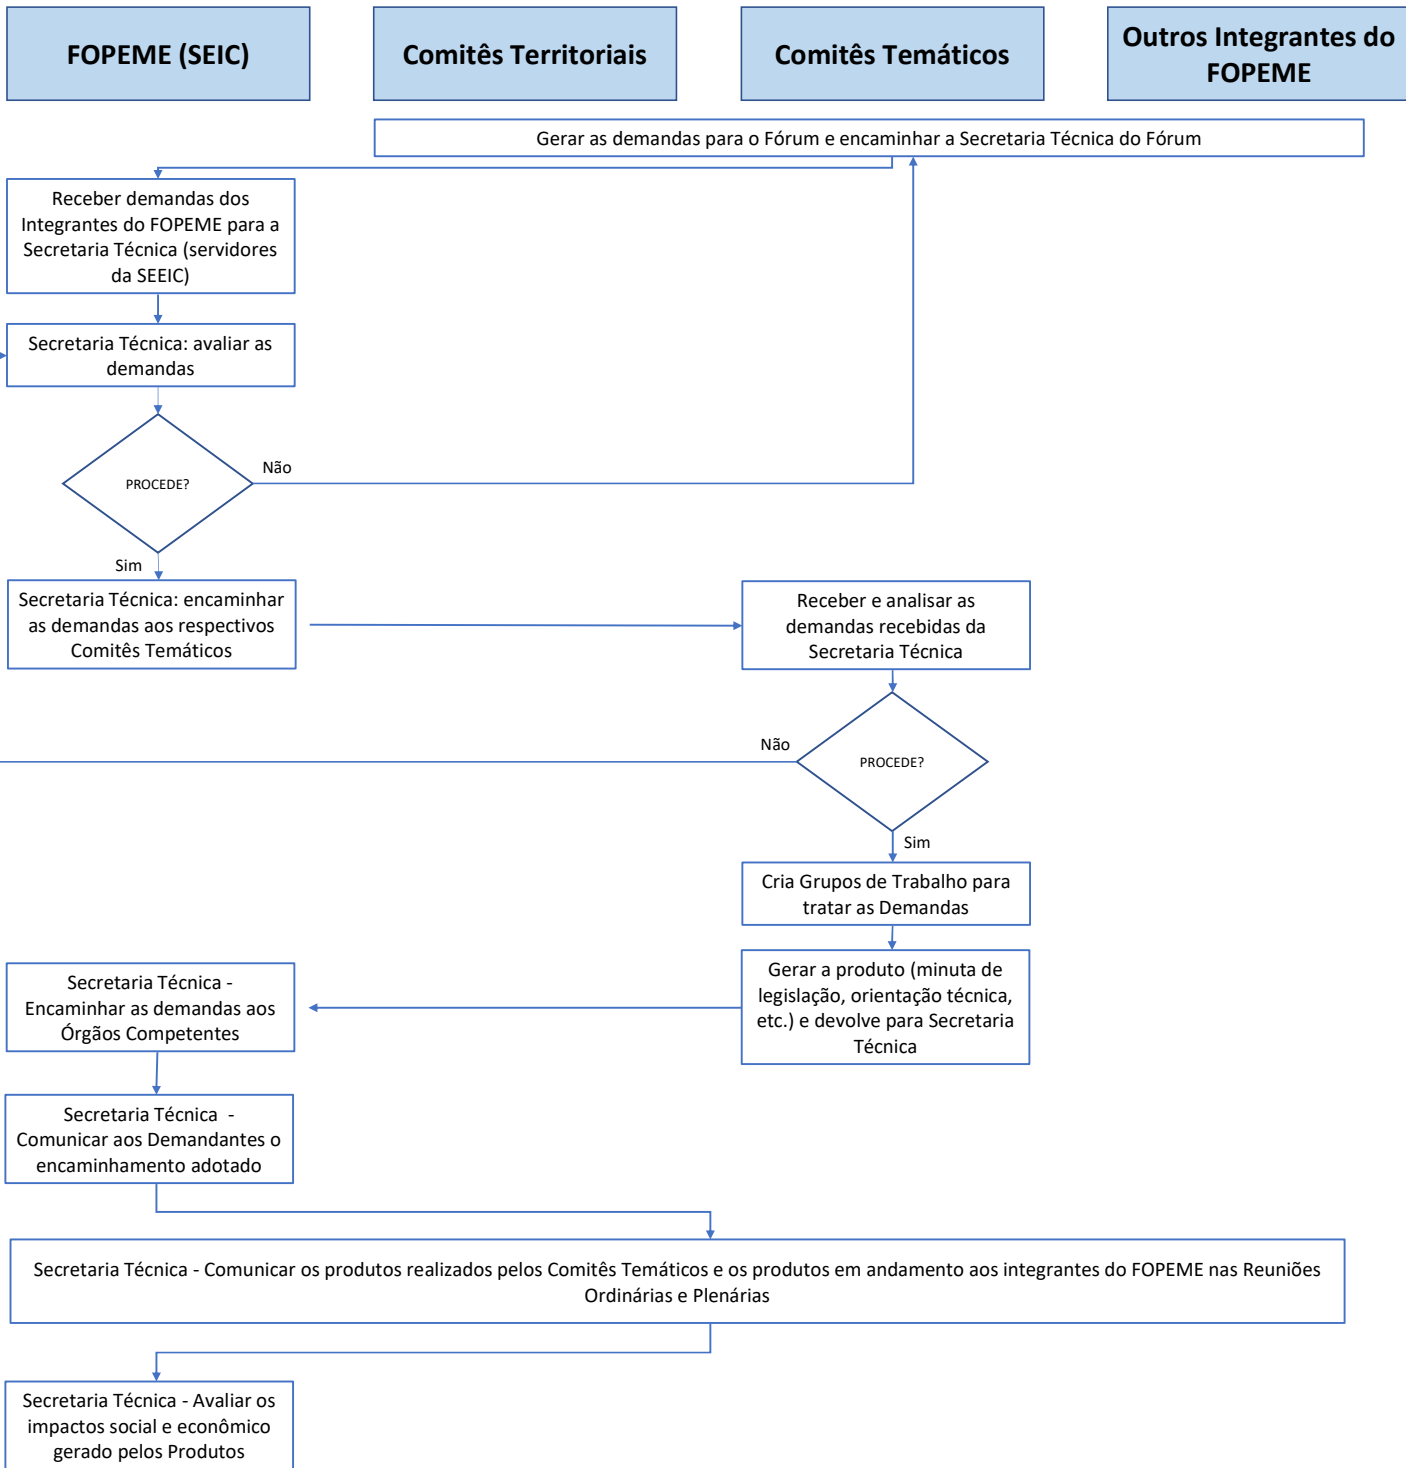 FOPEME (SEIC)
Comitês Territoriais
Comitês Temáticos
Outros Integrantes do
FOPEME
Gerar as demandas para o Fórum e encaminhar a Secretaria Técnica do Fórum
Receber demandas dos
Integrantes do FOPEME para a
Secretaria Técnica (servidores
da SEEIC)
Secretaria Técnica: avaliar as
demandas
PROCEDE?
Não
Sim
Secretaria Técnica: encaminhar
as demandas aos respectivos
Comitês Temáticos
Receber e analisar as
demandas recebidas da
Secretaria Técnica
PROCEDE?
Não
Sim
Cria Grupos de Trabalho para
tratar as Demandas
Gerar a produto (minuta de
legislação, orientação técnica,
etc.) e devolve para Secretaria
Técnica
Secretaria Técnica -
Encaminhar as demandas aos
Órgãos Competentes
Secretaria Técnica -
Comunicar aos Demandantes o
encaminhamento adotado
Secretaria Técnica - Comunicar os produtos realizados pelos Comitês Temáticos e os produtos em andamento aos integrantes do FOPEME nas Reuniões
Ordinárias e Plenárias
Secretaria Técnica - Avaliar os
impactos social e econômico
gerado pelos Produtos